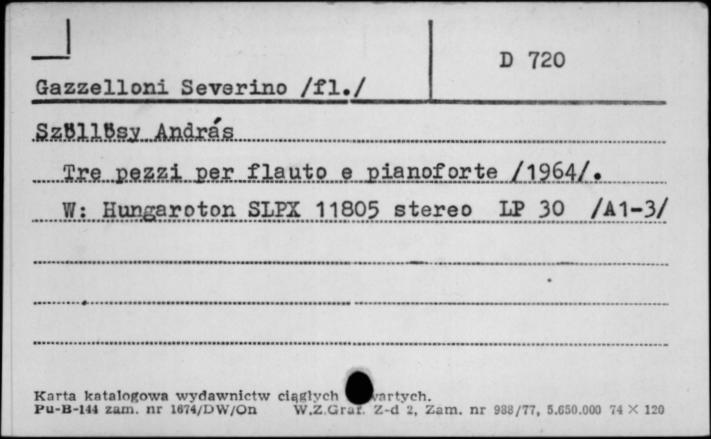 D 720
Gazzelloni Severino /fl./
Szöllösy András
Tre pezzi per flauto e pianoforte /1964/.
W: Hungaroton SLPX 11805 stereo LP 30 /A1-3/
Karta katalogowa wydawnictw ciągłych wartych.
Pu-B-144 zam. nr 1674/DW/On W.Z.Graf. Z-d 2, Zam. nr 988/77, 5.650.000 74 × 120